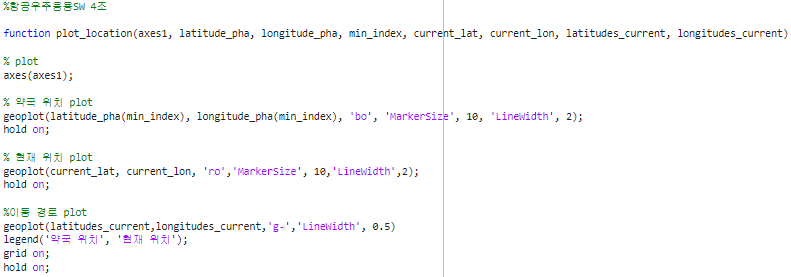 %항공우주응용SW 4조
function plot_location(axes1, latitude_pha, longitude_pha, min_index, current_lat, current_lon, latitudes_current, longitudes_current)
% plot
axes(axes1);
% 약국 위치 plot
geoplot(latitude_pha(min_index), longitude_pha(min_index), 'bo', 'MarkerSize', 10, 'LineWidth', 2);
hold on;
% 현재 위치 plot
geoplot(current_lat, current_lon, 'ro','MarkerSize', 10,'LineWidth',2);
hold on;
%이동 경로 plot
geoplot(latitudes_current,longitudes_current,'g-','LineWidth', 0.5)
legend('약국 위치', '현재 위치');
grid on;
hold on;